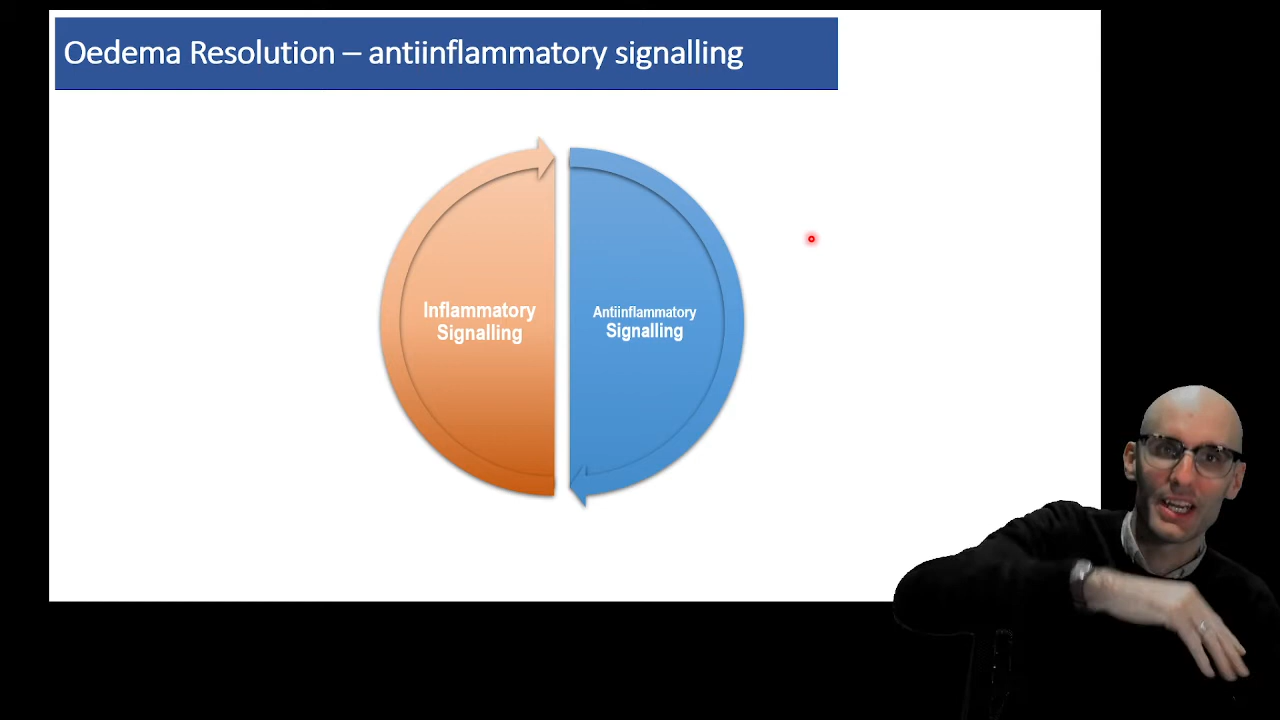 Oedema Resolution – antiinflammatory signalling
Inflammatory
Signalling
Antiinflammatory
Signalling